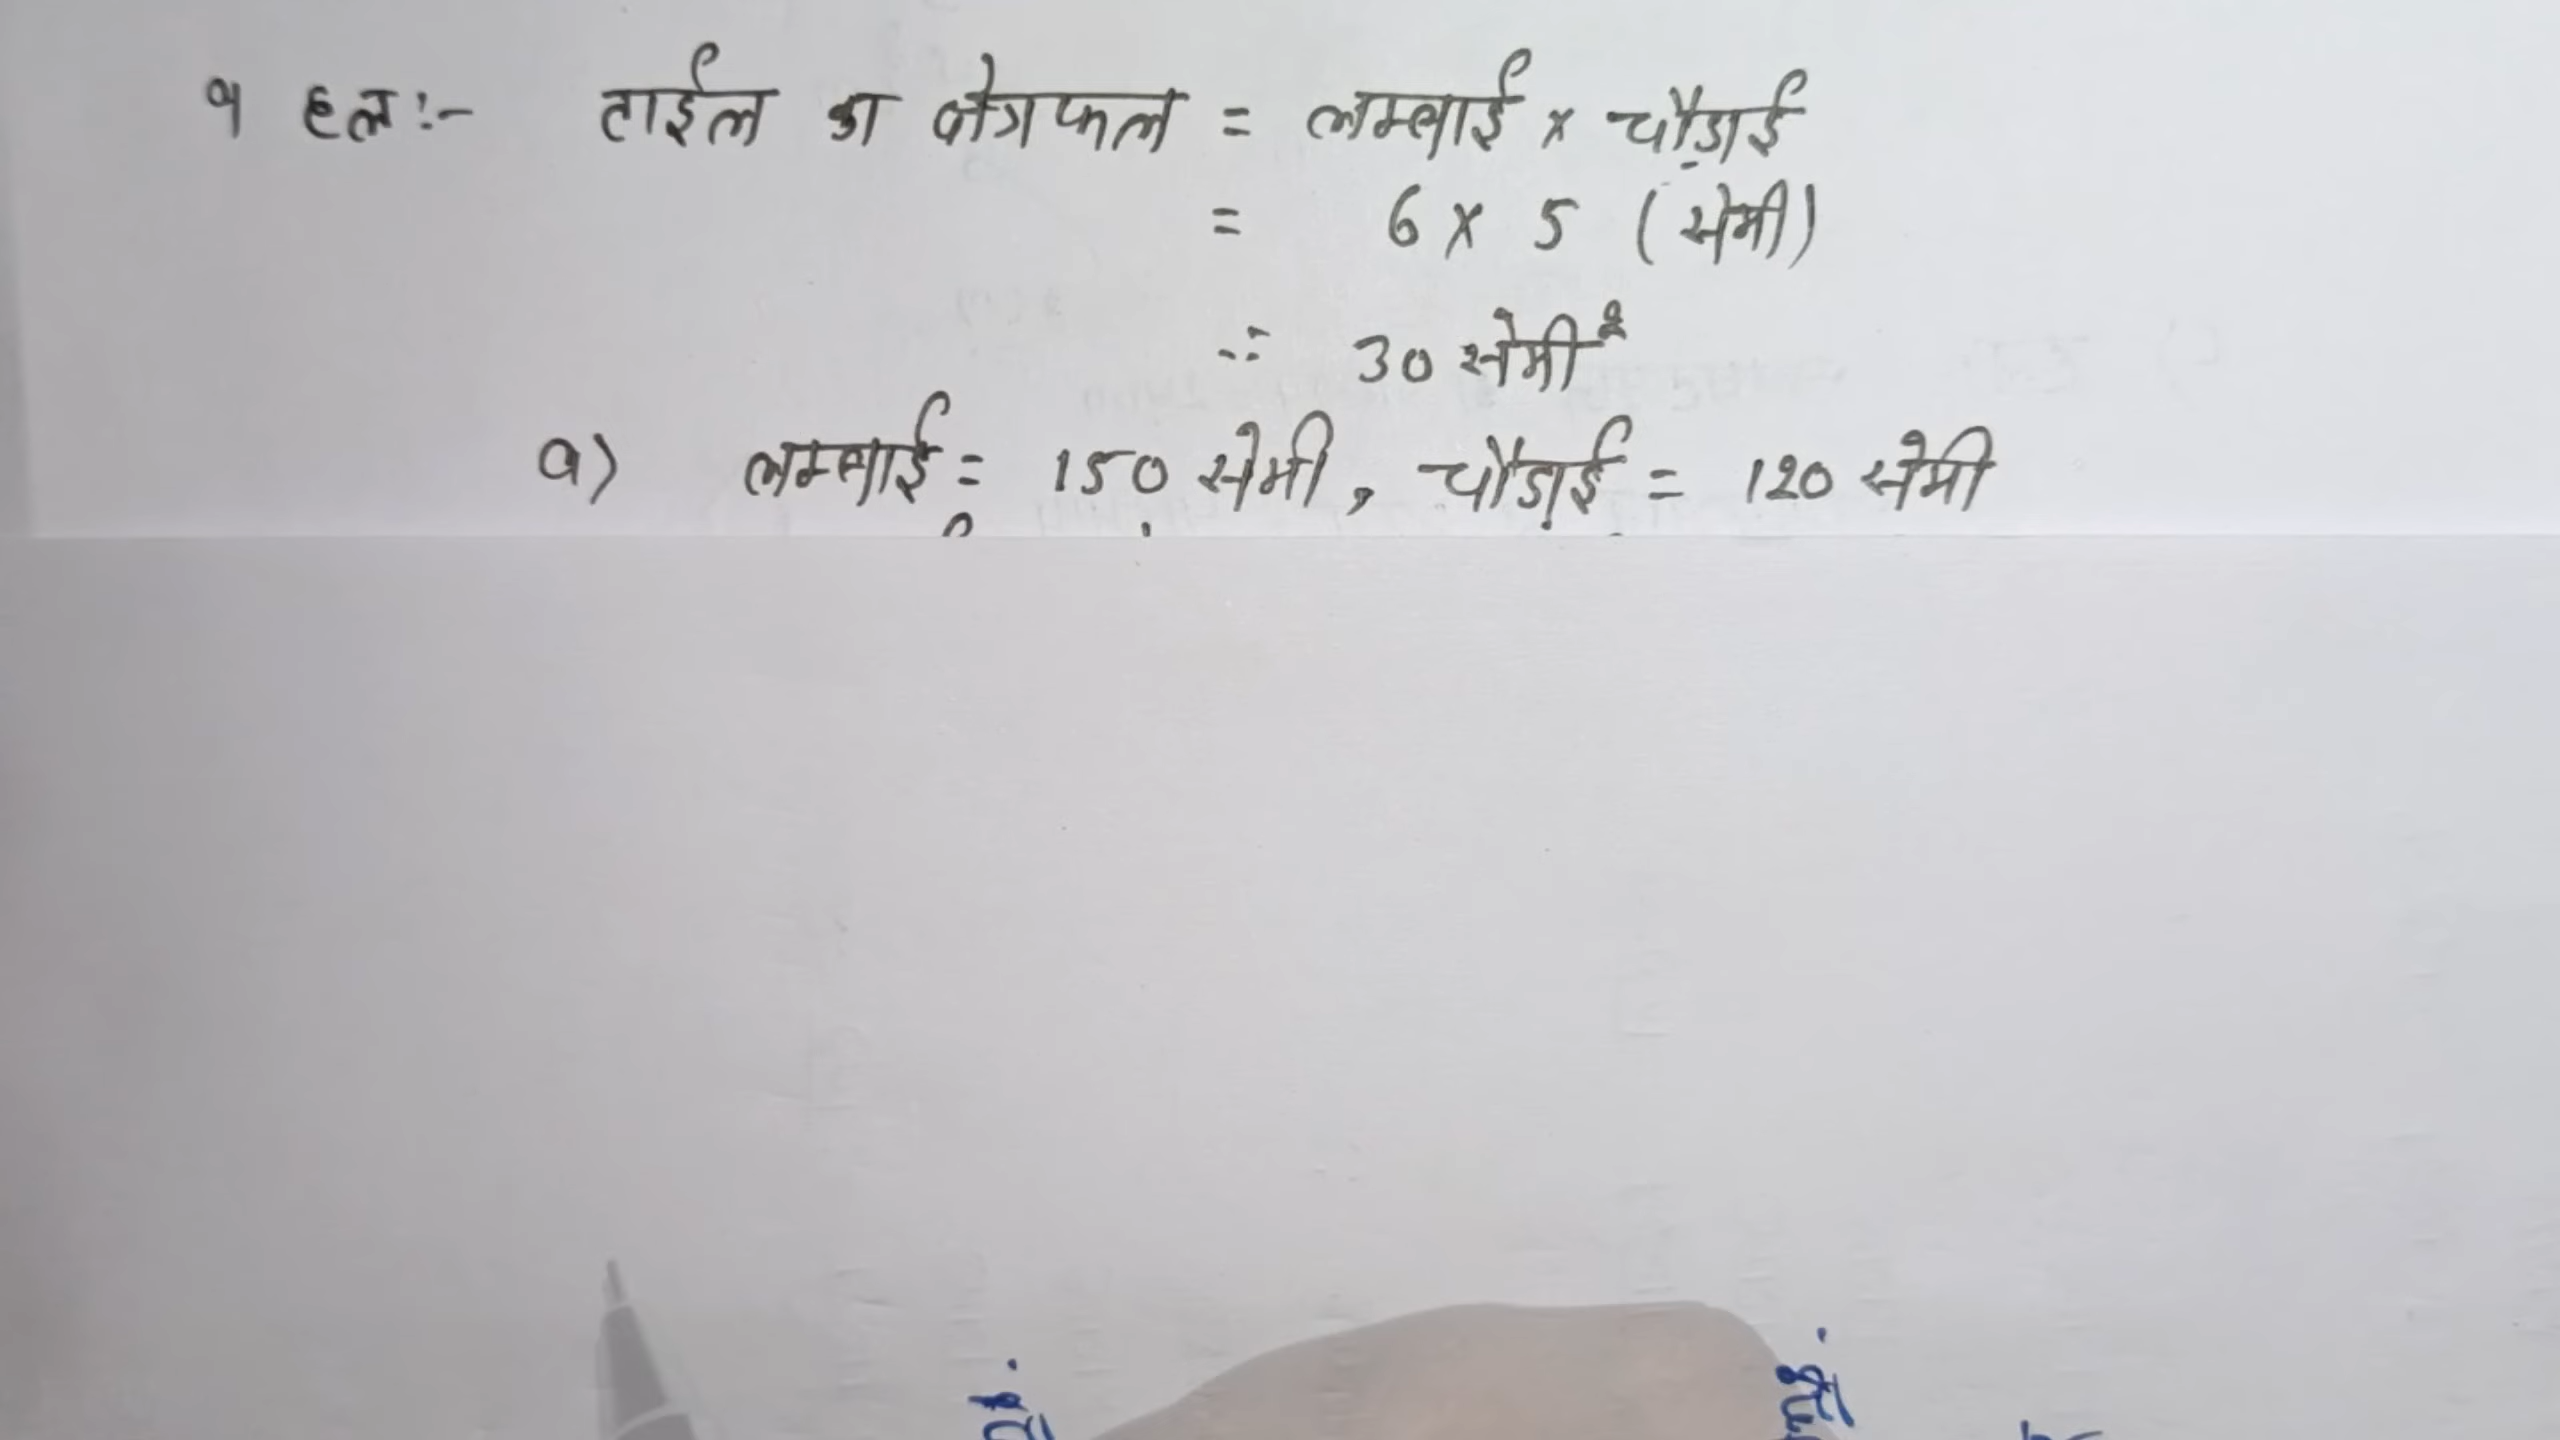 १ हलः- टाईल का क्षेत्रफल = लम्बाई × चौड़ाई
= 6 × 5 (सेमी)
= 30 सेमी²
a) लम्बाई = 150 सेमी, चौड़ाई = 120 सेमी